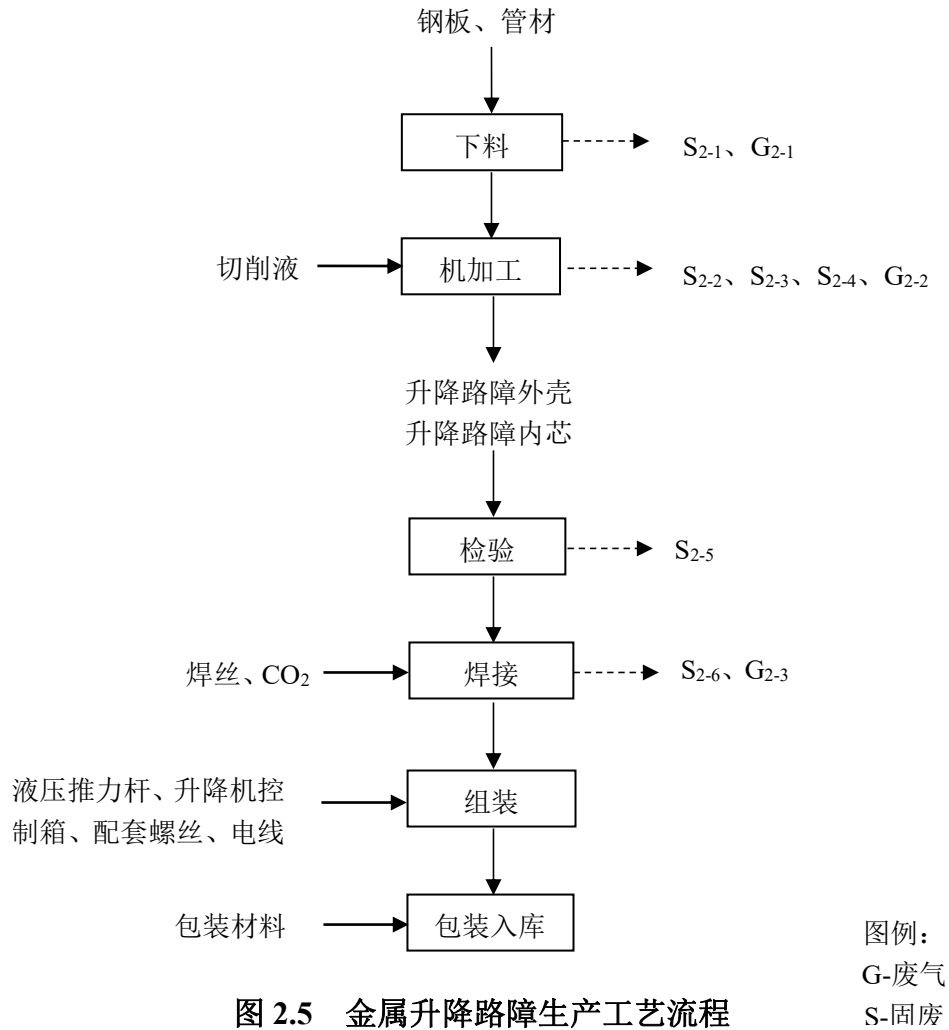 钢板、管材
下料
S2-1、G2-1
切削液
机加工
S2-2、S2-3、S2-4、G2-2
升降路障外壳
升降路障内芯
检验
S2-5
焊丝、CO2
焊接
S2-6、G2-3
液压推力杆、升降机控
制箱、配套螺丝、电线
组装
包装材料
包装入库
图例：
G-废气
S-固废
图 2.5 金属升降路障生产工艺流程